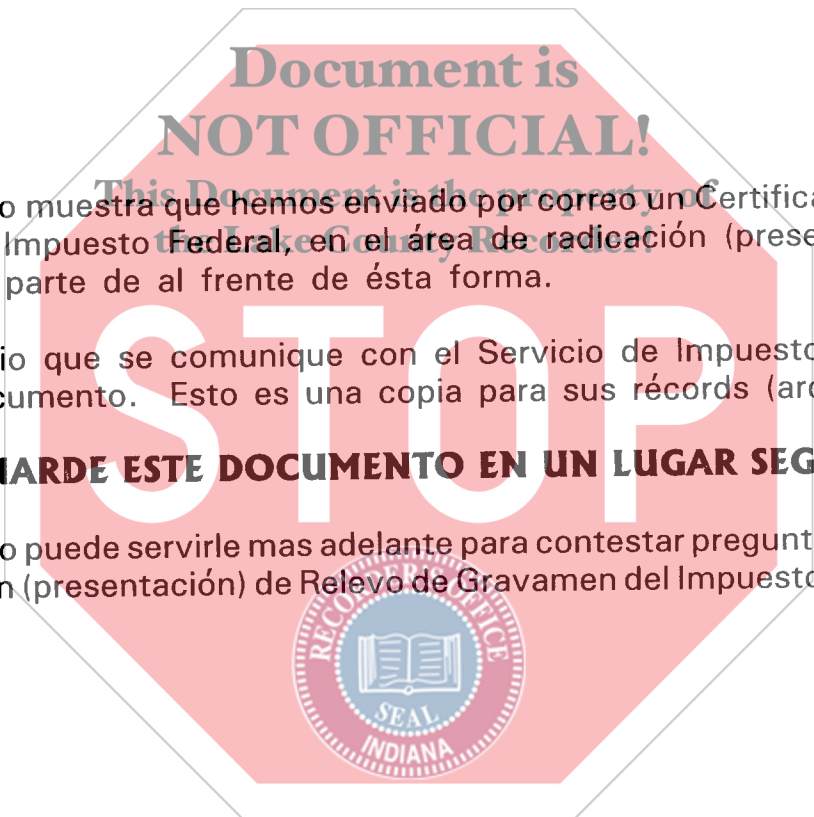 Document is
NOT OFFICIAL!
This Document is the property of
the Lake County Recorder!
o muestra que hemos enviado por correo un Certifica
Impuesto Federal, en el área de radicación (prese
parte de al frente de ésta forma.
io que se comunique con el Servicio de Impuesto
cumento. Esto es una copia para sus récords (arc
ARDE ESTE DOCUMENTO EN UN LUGAR SEG
o puede servirle mas adelante para contestar pregunt
n (presentación) de Relevo de Gravamen del Impuesto
STOP
RECORDER'S OFFICE
SEAL
INDIANA